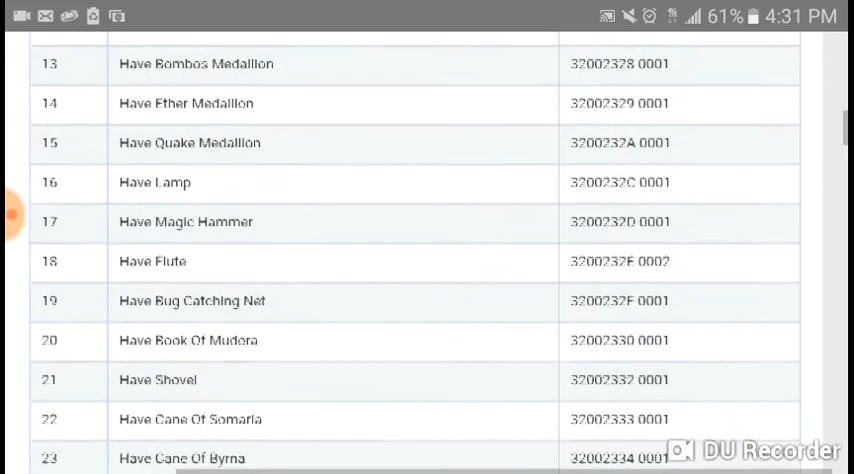 61% 4:31 PM
13 Have Bombos Medallion 32002328 0001
14 Have Ether Medallion 32002329 0001
15 Have Quake Medallion 3200232A 0001
16 Have Lamp 3200232C 0001
17 Have Magic Hammer 3200232D 0001
18 Have Flute 3200232E 0002
19 Have Bug Catching Net 3200232F 0001
20 Have Book Of Mudora 32002330 0001
21 Have Shovel 32002332 0001
22 Have Cane Of Somaria 32002333 0001
23 Have Cane Of Byrna 32002334 0001
DU Recorder